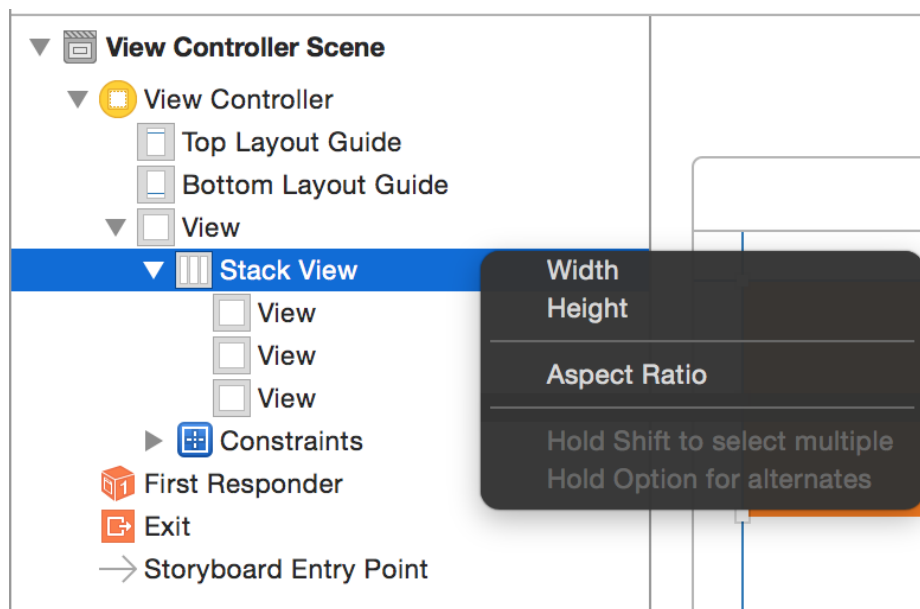 View Controller Scene
View Controller
Top Layout Guide
Bottom Layout Guide
View
Stack View
View
View
View
Constraints
First Responder
1
Exit
Storyboard Entry Point
Width
Height
Aspect Ratio
Hold Shift to select multiple
Hold Option for alternates